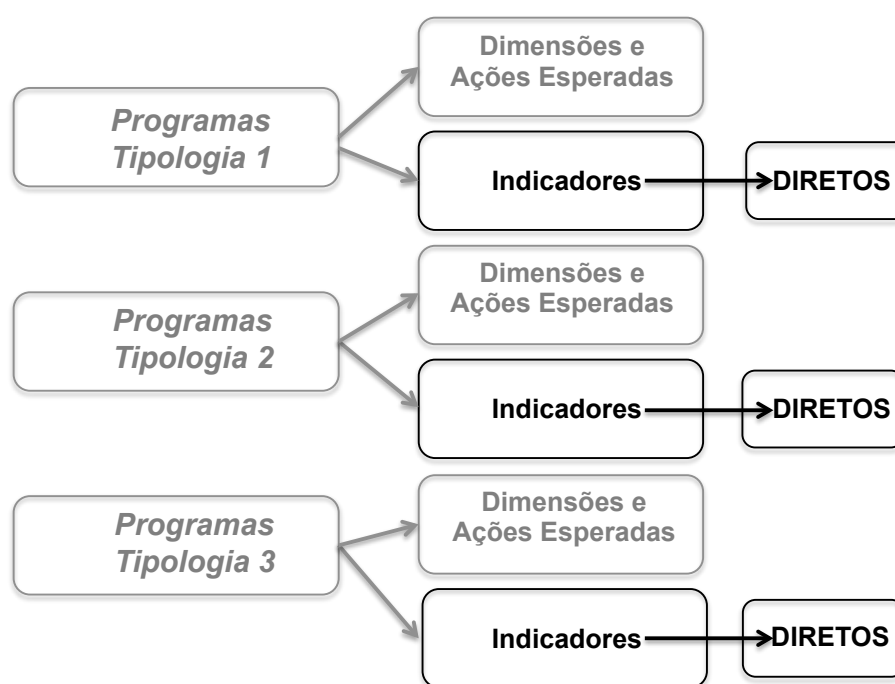 Dimensões e
Ações Esperadas
Programas
Tipologia 1
Indicadores
DIRETOS
Dimensões e
Ações Esperadas
Programas
Tipologia 2
Indicadores
DIRETOS
Dimensões e
Ações Esperadas
Programas
Tipologia 3
Indicadores
DIRETOS